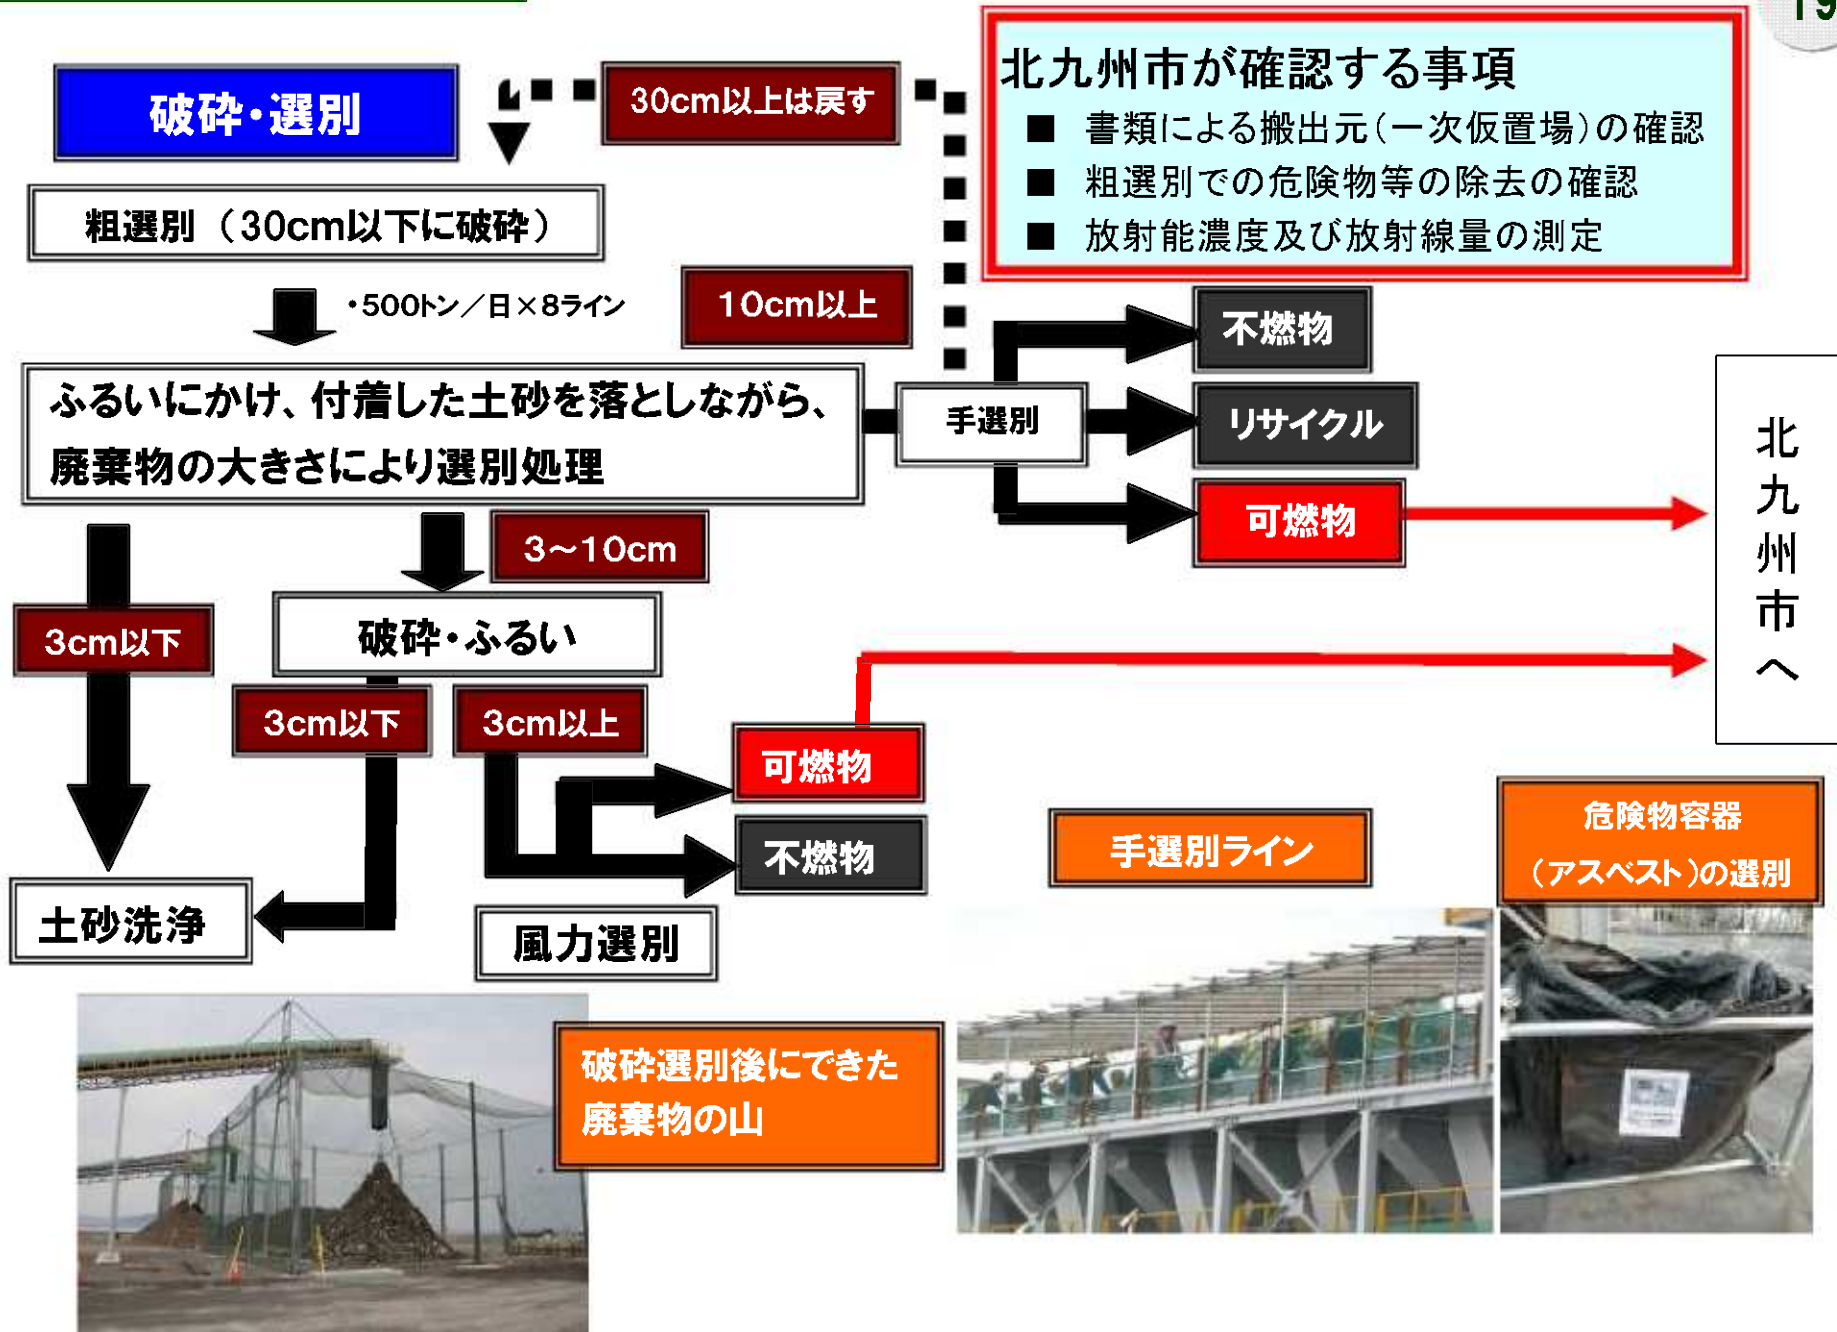 19
破砕・選別
30cm以上は戻す
北九州市が確認する事項
■ 書類による搬出元(一次仮置場)の確認
■ 粗選別での危険物等の除去の確認
■ 放射能濃度及び放射線量の測定
粗選別（30cm以下に破砕）
・500トン／日×8ライン
10cm以上
ふるいにかけ、付着した土砂を落としながら、
廃棄物の大きさにより選別処理
手選別
不燃物
リサイクル
可燃物
北九州市へ
3～10cm
3cm以下
破砕・ふるい
3cm以下
3cm以上
可燃物
不燃物
土砂洗浄
風力選別
手選別ライン
危険物容器
（アスベスト）の選別
破砕選別後にできた
廃棄物の山